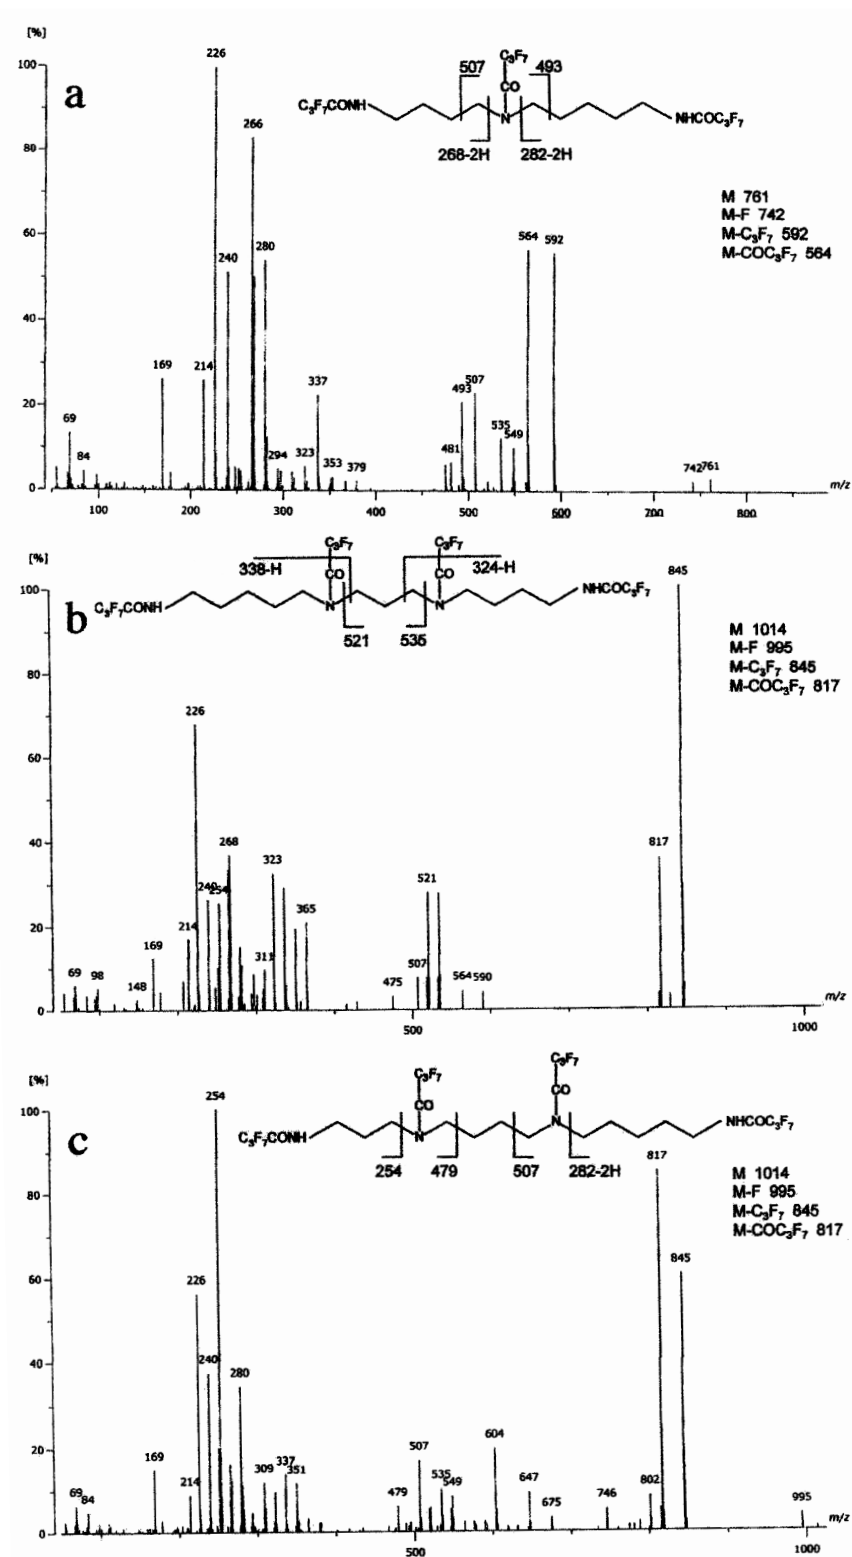 [%]
a
100
80
60
40
20
0
226
266
240
280
169
214
69
84
294
323
337
353
379
481
493
507
535
549
564
592
742
761
C₃F₇
507
493
CO
C₃F₇CONH
N
NHCOC₃F₇
268-2H
282-2H
M 761
M-F 742
M-C₃F₇ 592
M-COC₃F₇ 564
100
200
300
400
500
600
700
800
m/z
[%]
b
100
80
60
40
20
0
C₃F₇
C₃F₇
338-H
324-H
CO
CO
C₃F₇CONH
N
N
NHCOC₃F₇
521
535
845
M 1014
M-F 995
M-C₃F₇ 845
M-COC₃F₇ 817
226
268
240
254
323
365
214
169
311
69
98
148
475
507
521
564
590
817
500
1000
m/z
[%]
c
100
80
60
40
20
0
C₃F₇
C₃F₇
CO
CO
C₃F₇CONH
N
N
NHCOC₃F₇
254
479
507
282-2H
254
817
M 1014
M-F 995
M-C₃F₇ 845
M-COC₃F₇ 817
226
845
240
280
169
214
69
84
309
337
351
479
507
535
549
604
647
675
746
802
995
500
1000
m/z